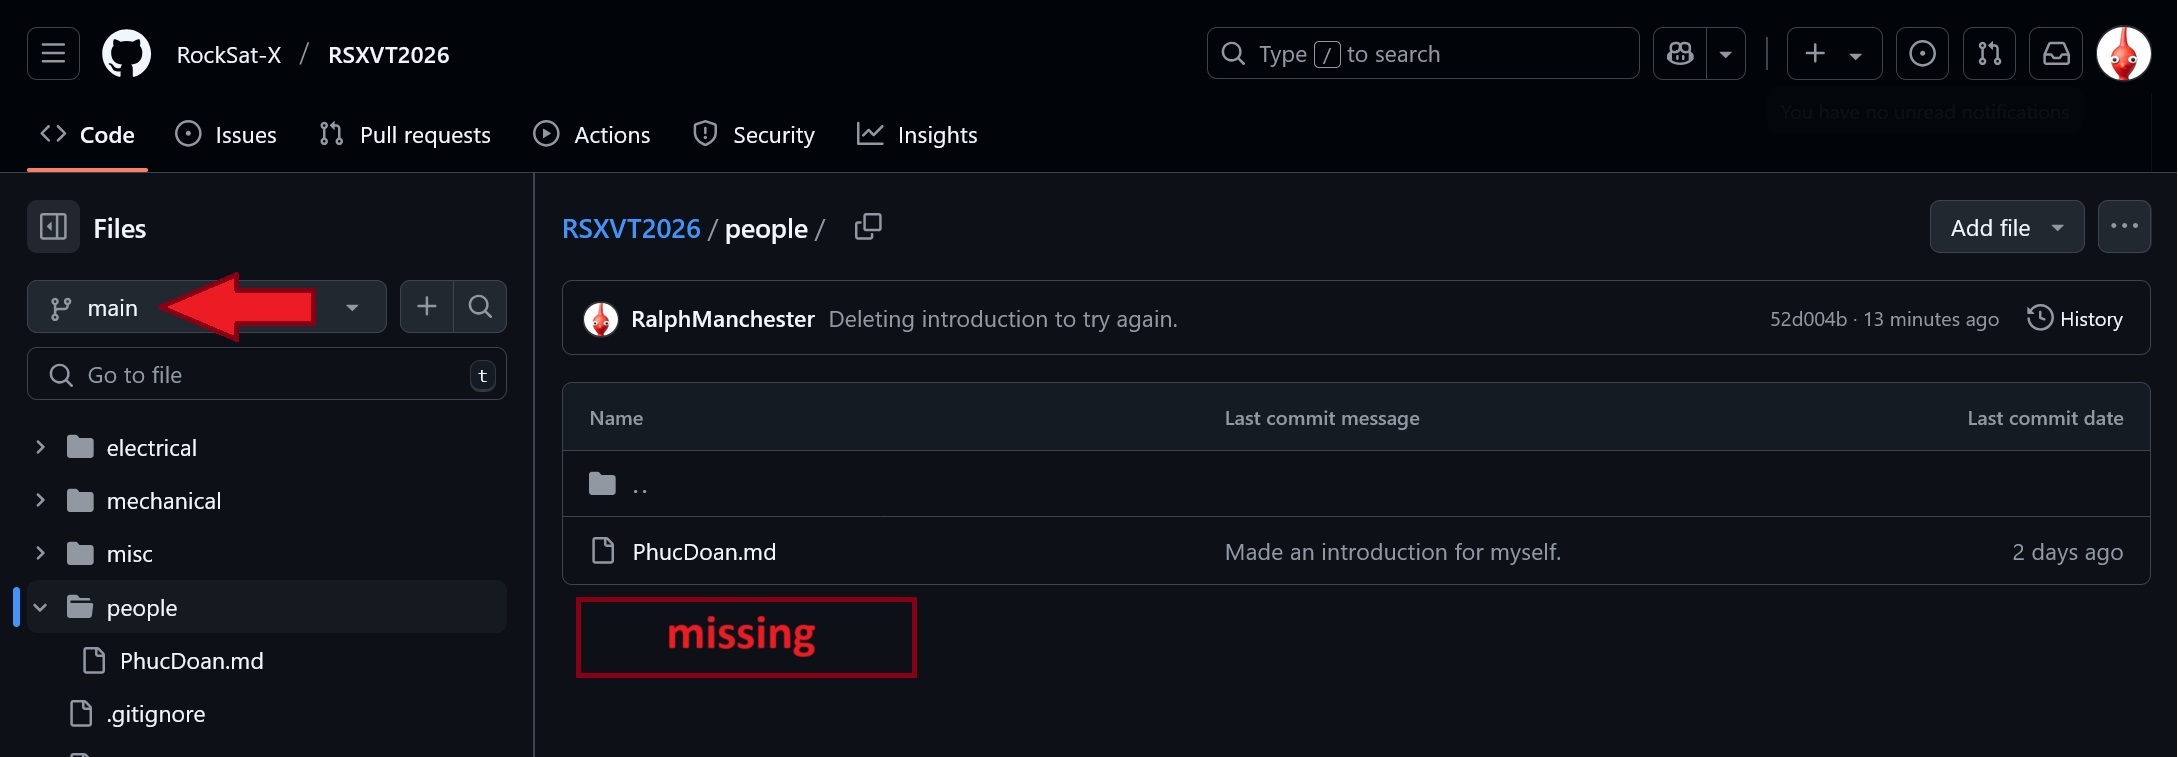 RockSat-X / RSXVT2026
Type / to search
You have no unread notifications
Code
Issues
Pull requests
Actions
Security
Insights
Files
main
Go to file
t
electrical
mechanical
misc
people
PhucDoan.md
.gitignore
RSXVT2026 / people /
Add file
RalphManchester Deleting introduction to try again.
52d004b · 13 minutes ago
History
Name Last commit message Last commit date
..
PhucDoan.md Made an introduction for myself. 2 days ago
missing